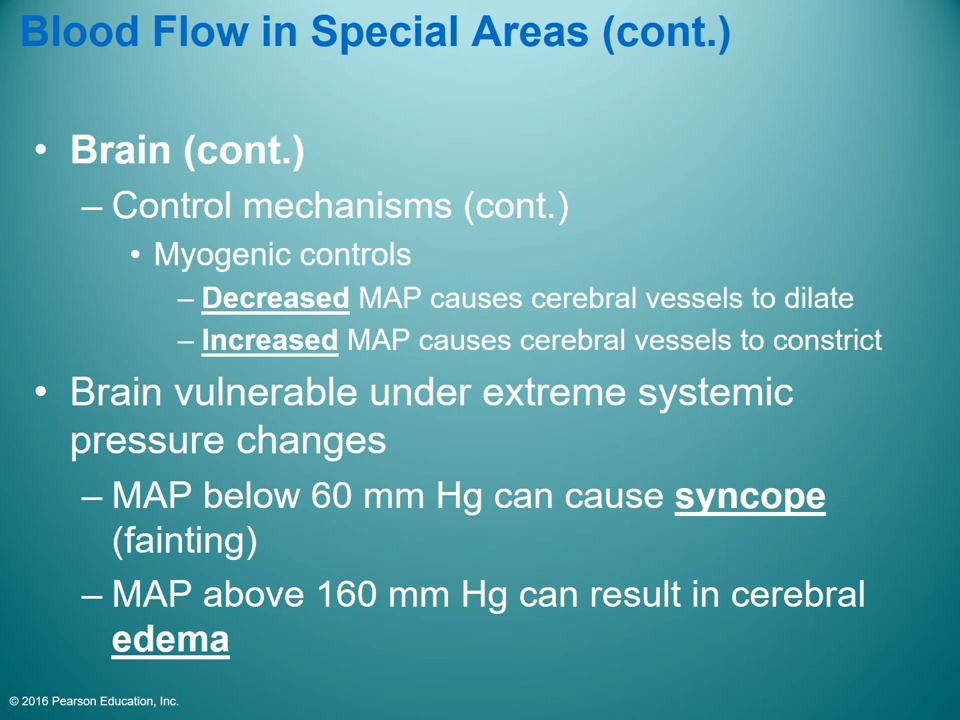 Blood Flow in Special Areas (cont.)
• Brain (cont.)
– Control mechanisms (cont.)
• Myogenic controls
– Decreased MAP causes cerebral vessels to dilate
– Increased MAP causes cerebral vessels to constrict
• Brain vulnerable under extreme systemic
pressure changes
– MAP below 60 mm Hg can cause syncope
(fainting)
– MAP above 160 mm Hg can result in cerebral
edema
© 2016 Pearson Education, Inc.